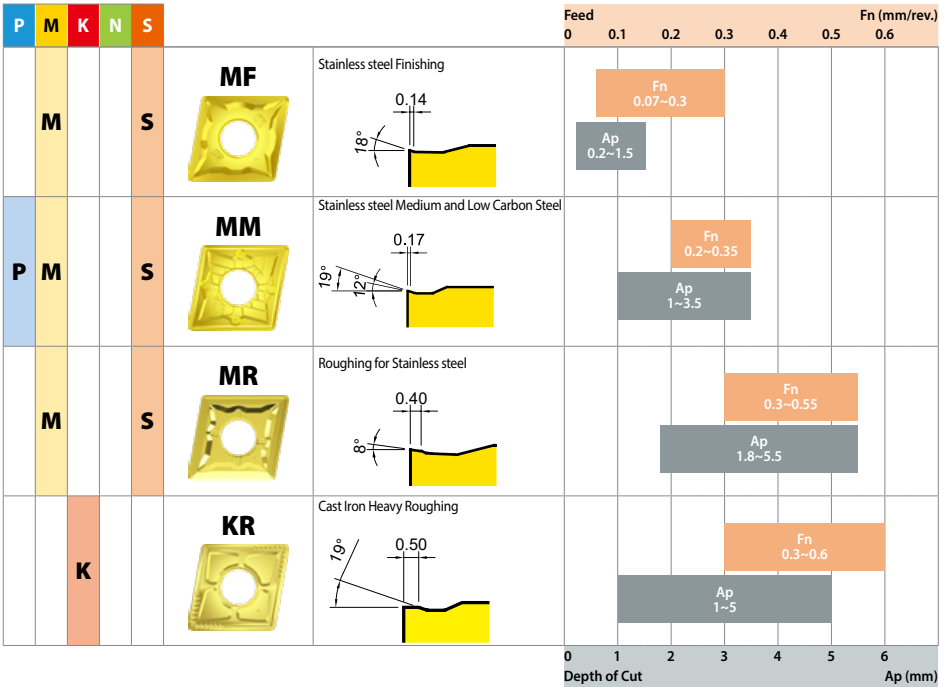 P M K N S
Feed Fn (mm/rev.)
0 0.1 0.2 0.3 0.4 0.5 0.6
M S
MF
Stainless steel Finishing
0.14
18°
Fn
0.07~0.3
Ap
0.2~1.5
P M S
MM
Stainless steel Medium and Low Carbon Steel
0.17
19°
12°
Fn
0.2~0.35
Ap
1~3.5
M S
MR
Roughing for Stainless steel
0.40
8°
Fn
0.3~0.55
Ap
1.8~5.5
K
KR
Cast Iron Heavy Roughing
19°
0.50
Fn
0.3~0.6
Ap
1~5
0 1 2 3 4 5 6
Depth of Cut Ap (mm)